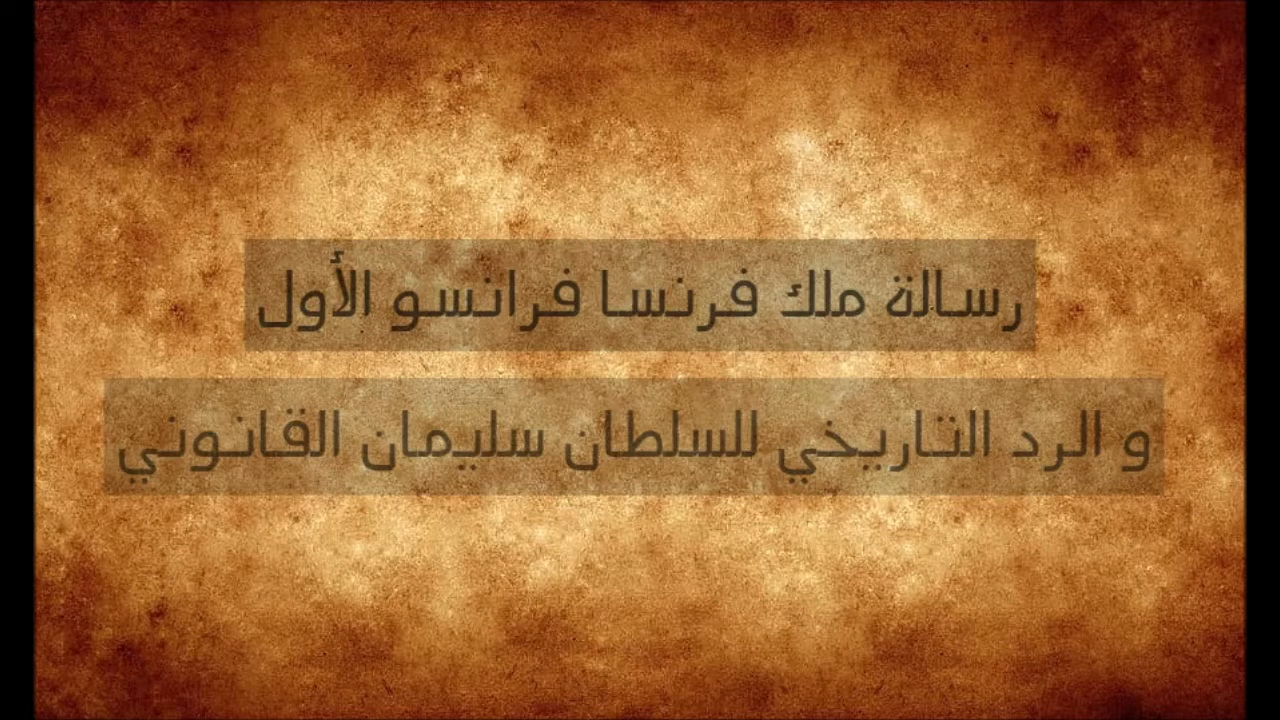 رسالة ملك فرنسا فرانسو الأول
و الرد التاريخي للسلطان سليمان القانوني